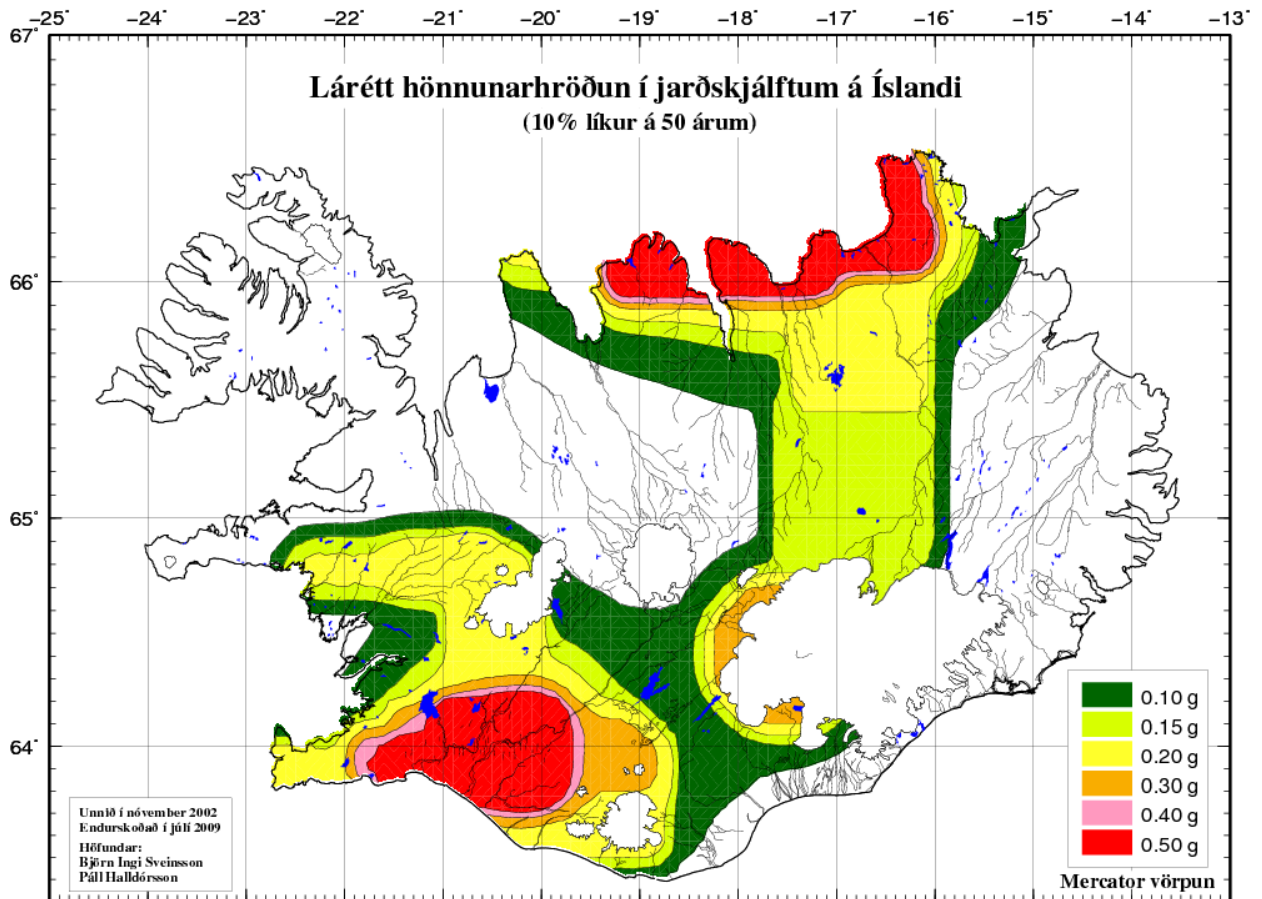 −25˚ −24˚ −23˚ −22˚ −21˚ −20˚ −19˚ −18˚ −17˚ −16˚ −15˚ −14˚ −13˚
67˚
Lárétt hönnunarhröðun í jarðskjálftum á Íslandi
(10% líkur á 50 árum)
66˚
65˚
64˚
0.10 g
0.15 g
0.20 g
0.30 g
0.40 g
0.50 g
Mercator vörpun
Unnið í nóvember 2002
Endurskoðað í júlí 2009
Höfundar:
Björn Ingi Sveinsson
Páll Halldórsson